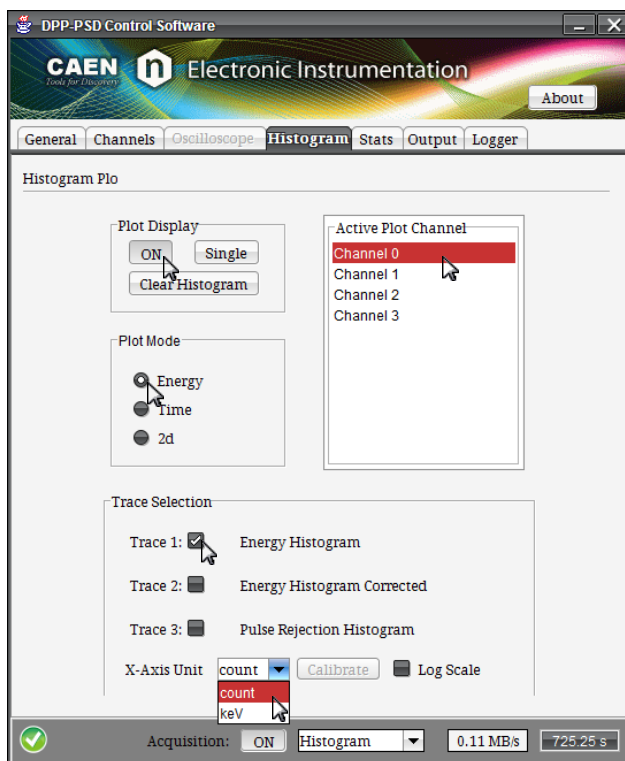 DPP-PSD Control Software
CAEN n Electronic Instrumentation
Tools for Discovery
About
General Channels Oscilloscope Histogram Stats Output Logger
Histogram Plo
Plot Display
ON Single
Clear Histogram
Active Plot Channel
Channel 0
Channel 1
Channel 2
Channel 3
Plot Mode
Energy
Time
2d
Trace Selection
Trace 1: Energy Histogram
Trace 2: Energy Histogram Corrected
Trace 3: Pulse Rejection Histogram
X-Axis Unit count Calibrate Log Scale
count
keV
Acquisition: ON Histogram 0.11 MB/s 725.25 s